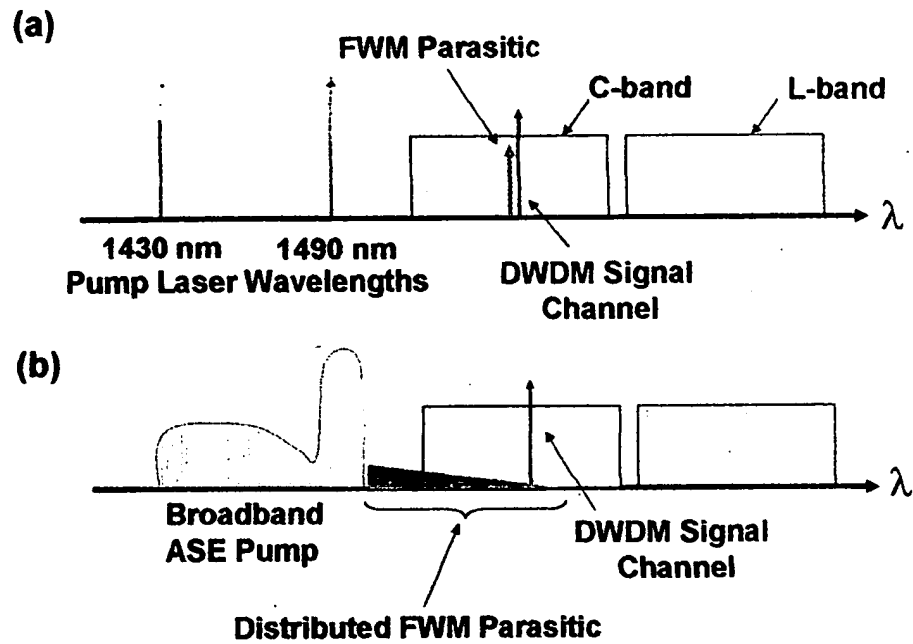 (a)
FWM Parasitic
C-band
L-band
λ
1430 nm
1490 nm
Pump Laser Wavelengths
DWDM Signal
Channel
(b)
λ
Broadband
ASE Pump
DWDM Signal
Channel
Distributed FWM Parasitic